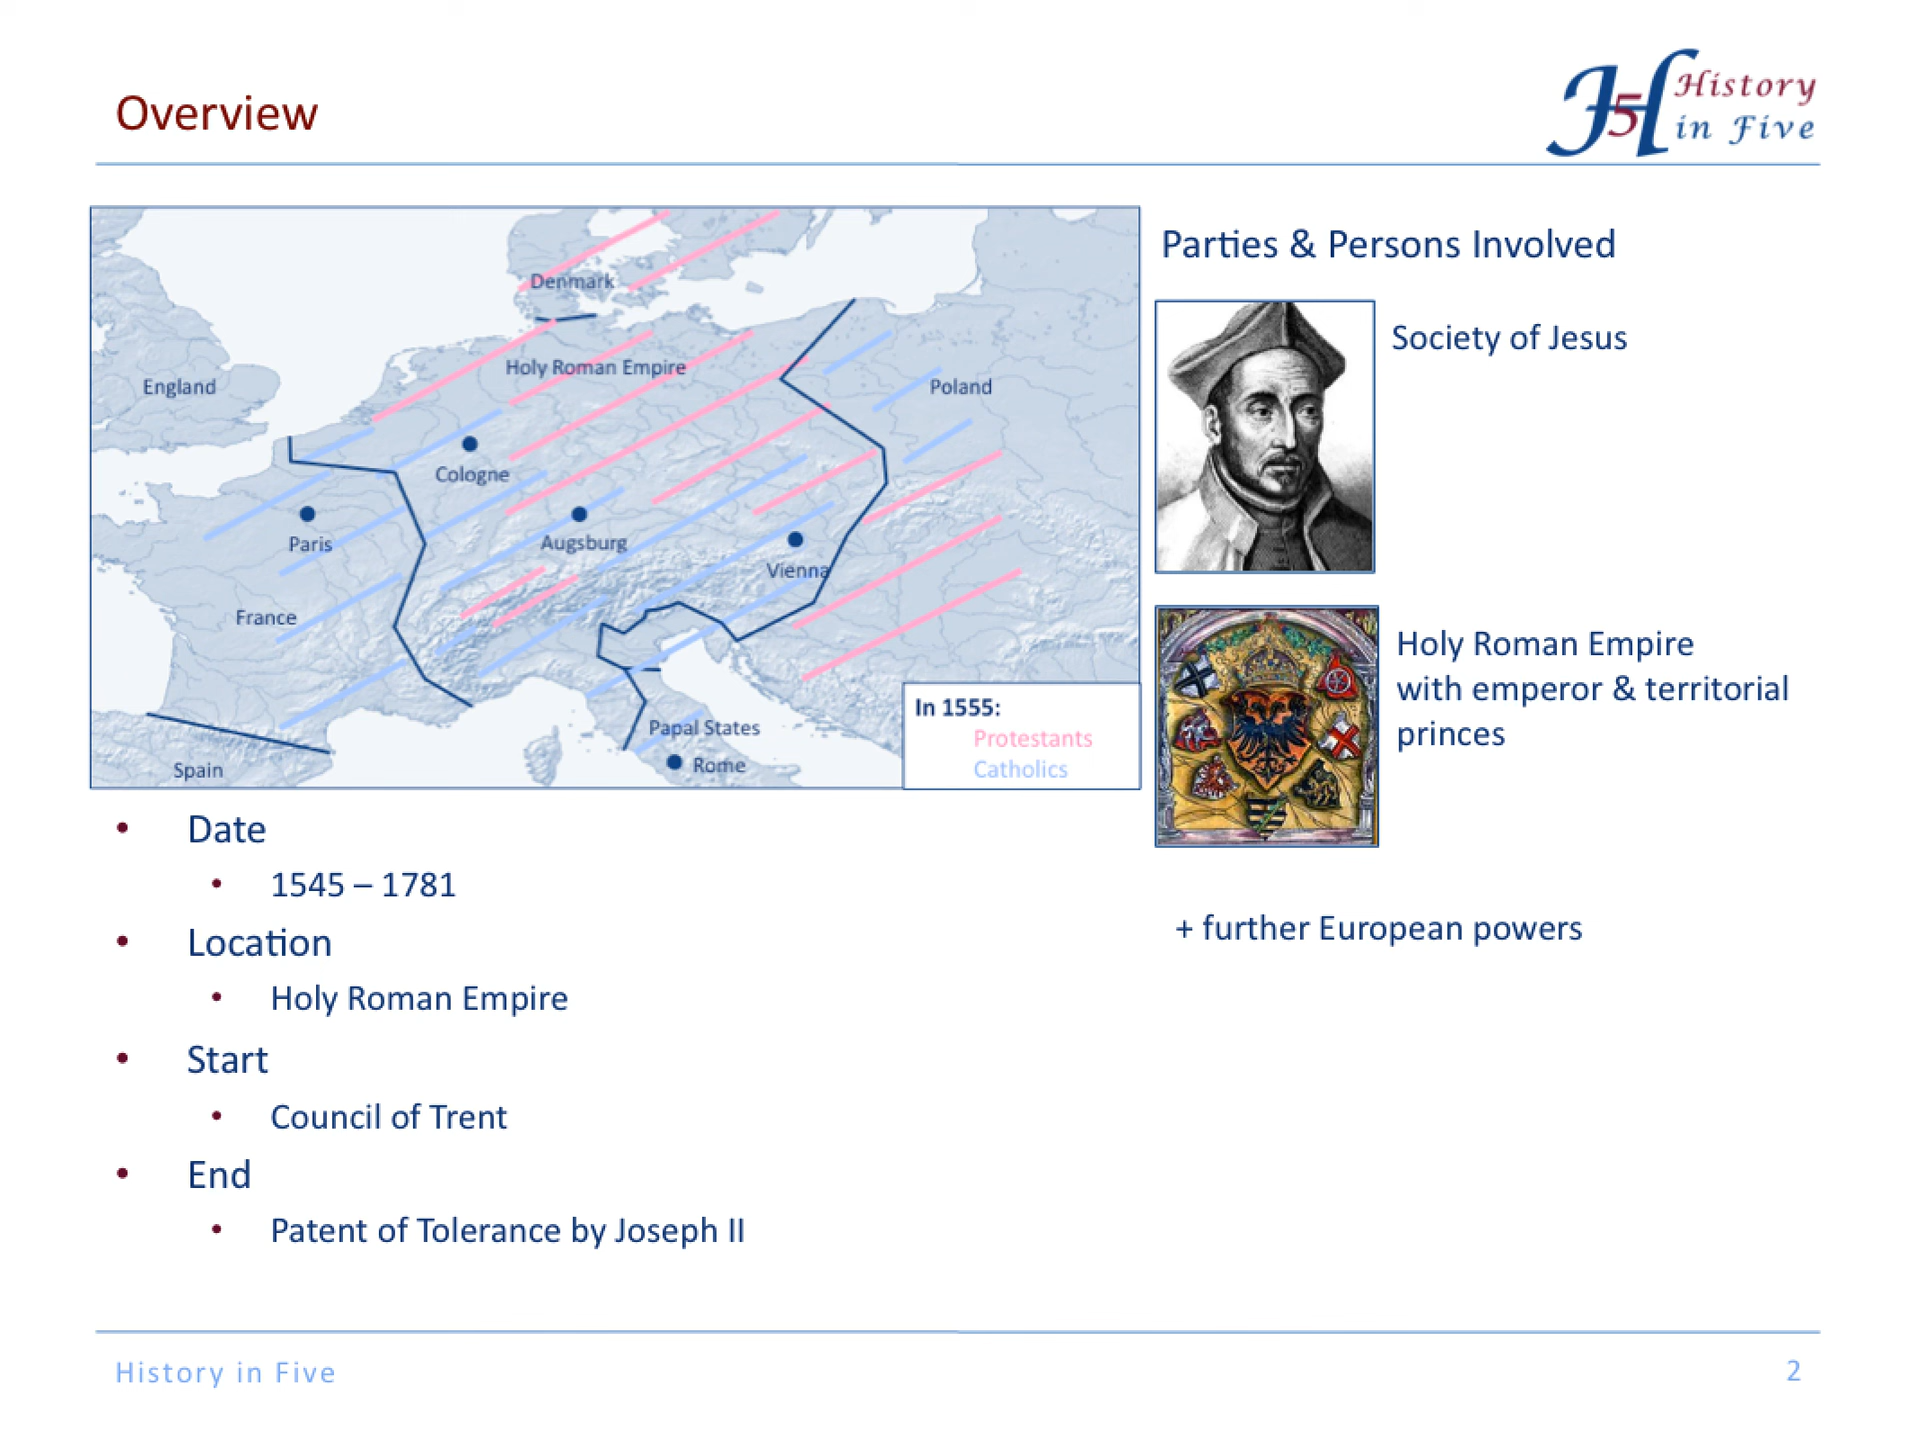 Overview
H5 History
in Five
Denmark
Holy Roman Empire
England
Poland
Cologne
Paris
Augsburg
Vienna
France
Papal States
Rome
Spain
In 1555:
Protestants
Catholics
Parties & Persons Involved
Society of Jesus
Holy Roman Empire
with emperor & territorial
princes
+ further European powers
• Date
• 1545 – 1781
• Location
• Holy Roman Empire
• Start
• Council of Trent
• End
• Patent of Tolerance by Joseph II
History in Five
2